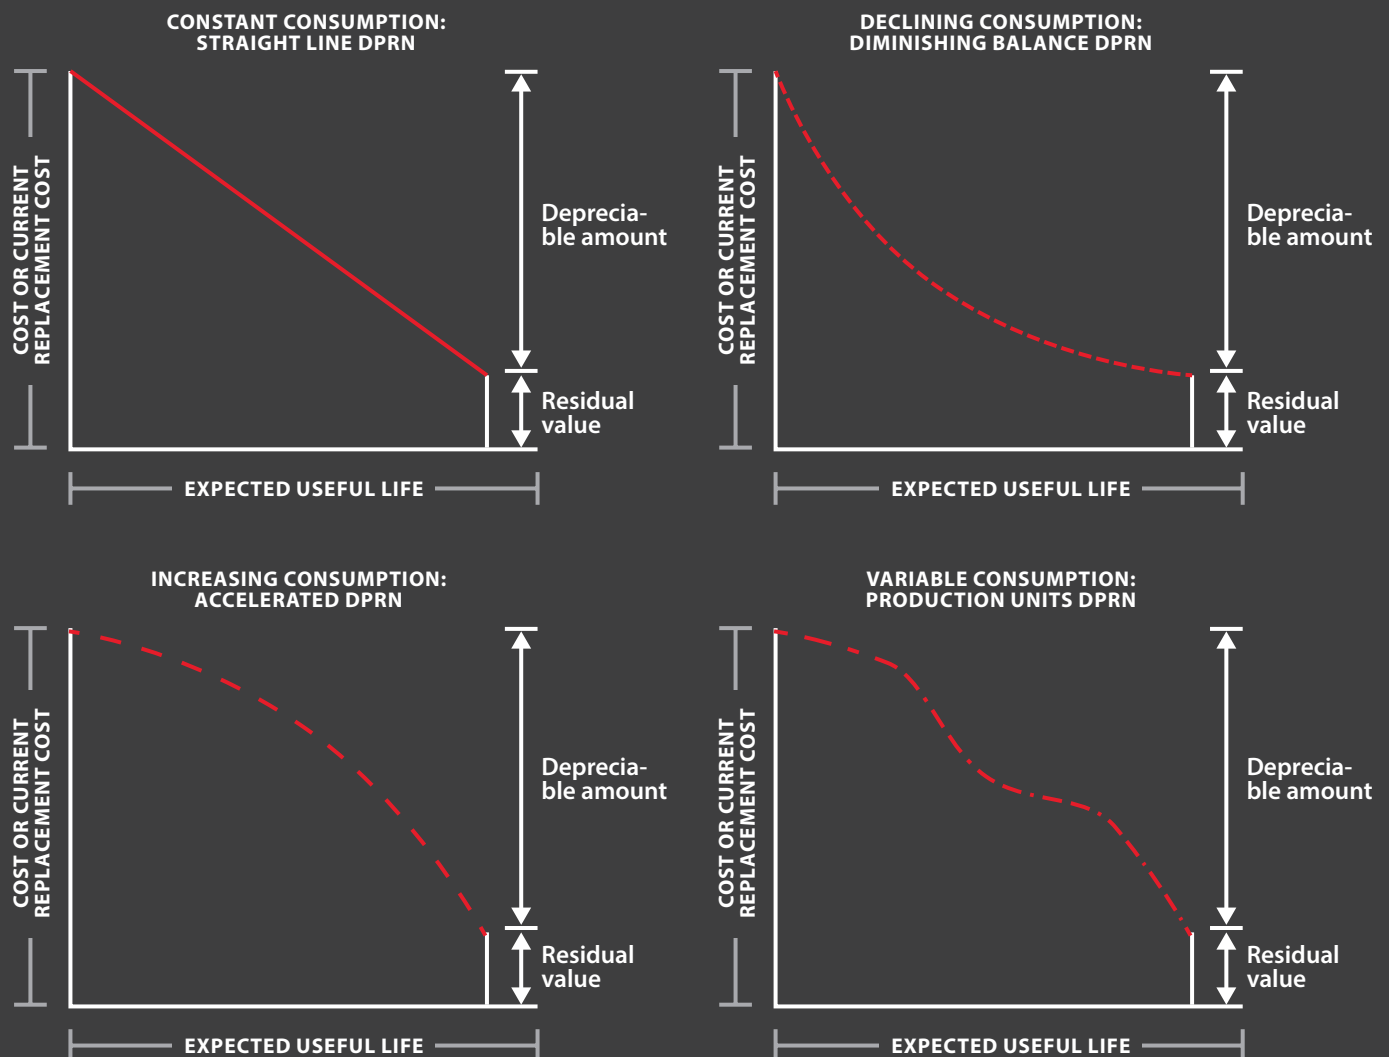 CONSTANT CONSUMPTION:
STRAIGHT LINE DPRN
COST OR CURRENT
REPLACEMENT COST
Deprecia-
ble amount
Residual
value
EXPECTED USEFUL LIFE
DECLINING CONSUMPTION:
DIMINISHING BALANCE DPRN
COST OR CURRENT
REPLACEMENT COST
Deprecia-
ble amount
Residual
value
EXPECTED USEFUL LIFE
INCREASING CONSUMPTION:
ACCELERATED DPRN
COST OR CURRENT
REPLACEMENT COST
Deprecia-
ble amount
Residual
value
EXPECTED USEFUL LIFE
VARIABLE CONSUMPTION:
PRODUCTION UNITS DPRN
COST OR CURRENT
REPLACEMENT COST
Deprecia-
ble amount
Residual
value
EXPECTED USEFUL LIFE